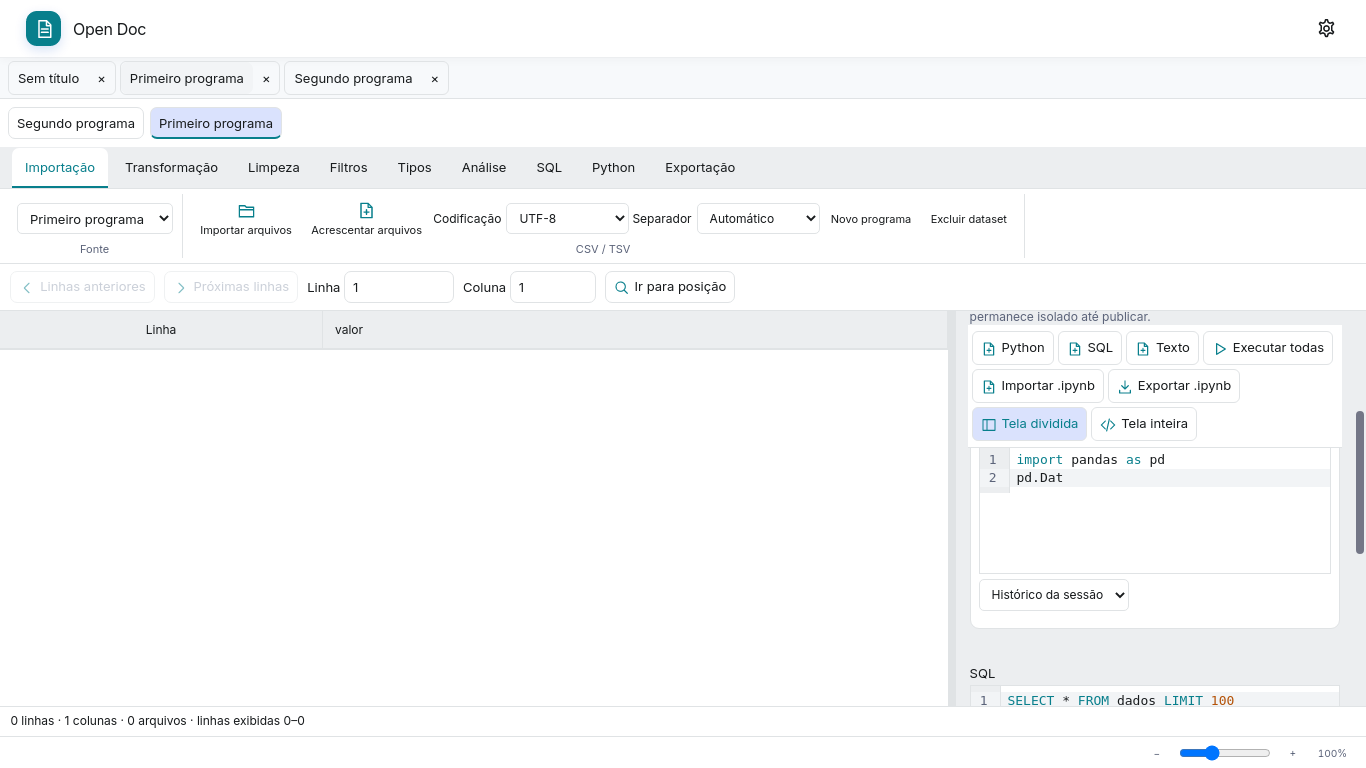 Open Doc
Sem título × Primeiro programa × Segundo programa ×
Segundo programa Primeiro programa
Importação Transformação Limpeza Filtros Tipos Análise SQL Python Exportação
Primeiro programa
Fonte
Importar arquivos Acrescentar arquivos Codificação UTF-8 Separador Automático Novo programa Excluir dataset
CSV / TSV
Linhas anteriores Próximas linhas Linha 1 Coluna 1 Ir para posição
Linha valor
permanece isolado até publicar.
Python SQL Texto Executar todas
Importar .ipynb Exportar .ipynb
Tela dividida Tela inteira
1 import pandas as pd
2 pd.Dat
Histórico da sessão
SQL
1 SELECT * FROM dados LIMIT 100
0 linhas · 1 colunas · 0 arquivos · linhas exibidas 0–0
− + 100%